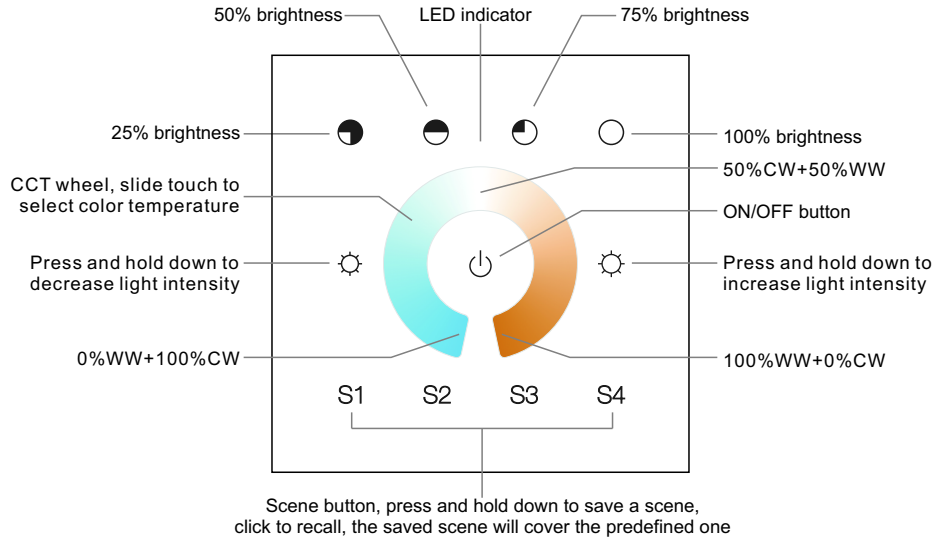 50% brightness
LED indicator
75% brightness
25% brightness
100% brightness
50%CW+50%WW
CCT wheel, slide touch to
select color temperature
ON/OFF button
Press and hold down to
decrease light intensity
Press and hold down to
increase light intensity
0%WW+100%CW
100%WW+0%CW
S1 S2 S3 S4
Scene button, press and hold down to save a scene,
click to recall, the saved scene will cover the predefined one